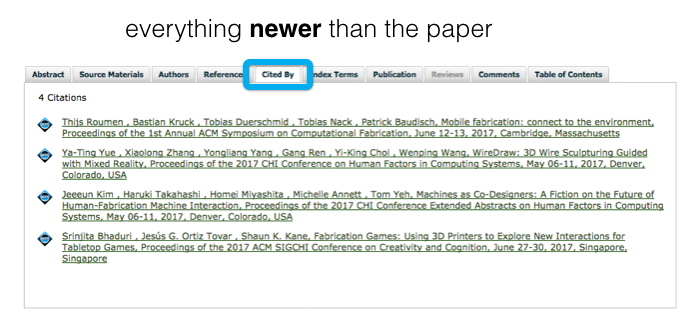 everything newer than the paper
Abstract Source Materials Authors Reference Cited By Index Terms Publication Reviews Comments Table of Contents
4 Citations
Thijs Roumen , Bastian Kruck , Tobias Duerschmid , Tobias Nack , Patrick Baudisch, Mobile fabrication: connect to the environment,
Proceedings of the 1st Annual ACM Symposium on Computational Fabrication, June 12-13, 2017, Cambridge, Massachusetts
Ya-Ting Yue , Xiaolong Zhang , Yongliang Yang , Gang Ren , Yi-King Choi , Wenping Wang, WireDraw: 3D Wire Sculpturing Guided
with Mixed Reality, Proceedings of the 2017 CHI Conference on Human Factors in Computing Systems, May 06-11, 2017, Denver,
Colorado, USA
Jeeeun Kim , Haruki Takahashi , Homei Miyashita , Michelle Annett , Tom Yeh, Machines as Co-Designers: A Fiction on the Future of
Human-Fabrication Machine Interaction, Proceedings of the 2017 CHI Conference Extended Abstracts on Human Factors in Computing
Systems, May 06-11, 2017, Denver, Colorado, USA
Srinjita Bhaduri , Jesús G. Ortiz Tovar , Shaun K. Kane, Fabrication Games: Using 3D Printers to Explore New Interactions for
Tabletop Games, Proceedings of the 2017 ACM SIGCHI Conference on Creativity and Cognition, June 27-30, 2017, Singapore,
Singapore